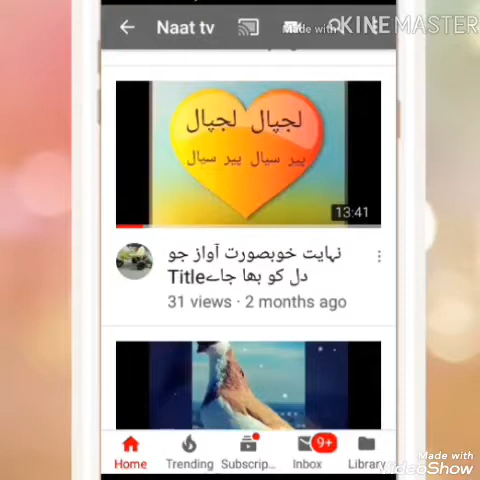 Naat tv
Made with KINEMASTER
لجپال لجپال
پیر سیال پیر سیال
13:41
نہایت خوبصورت آواز جو
دل کو بھا جاےTitle
31 views · 2 months ago
Home
Trending
Subscrip...
9+
Inbox
Library
Made with
VideoShow